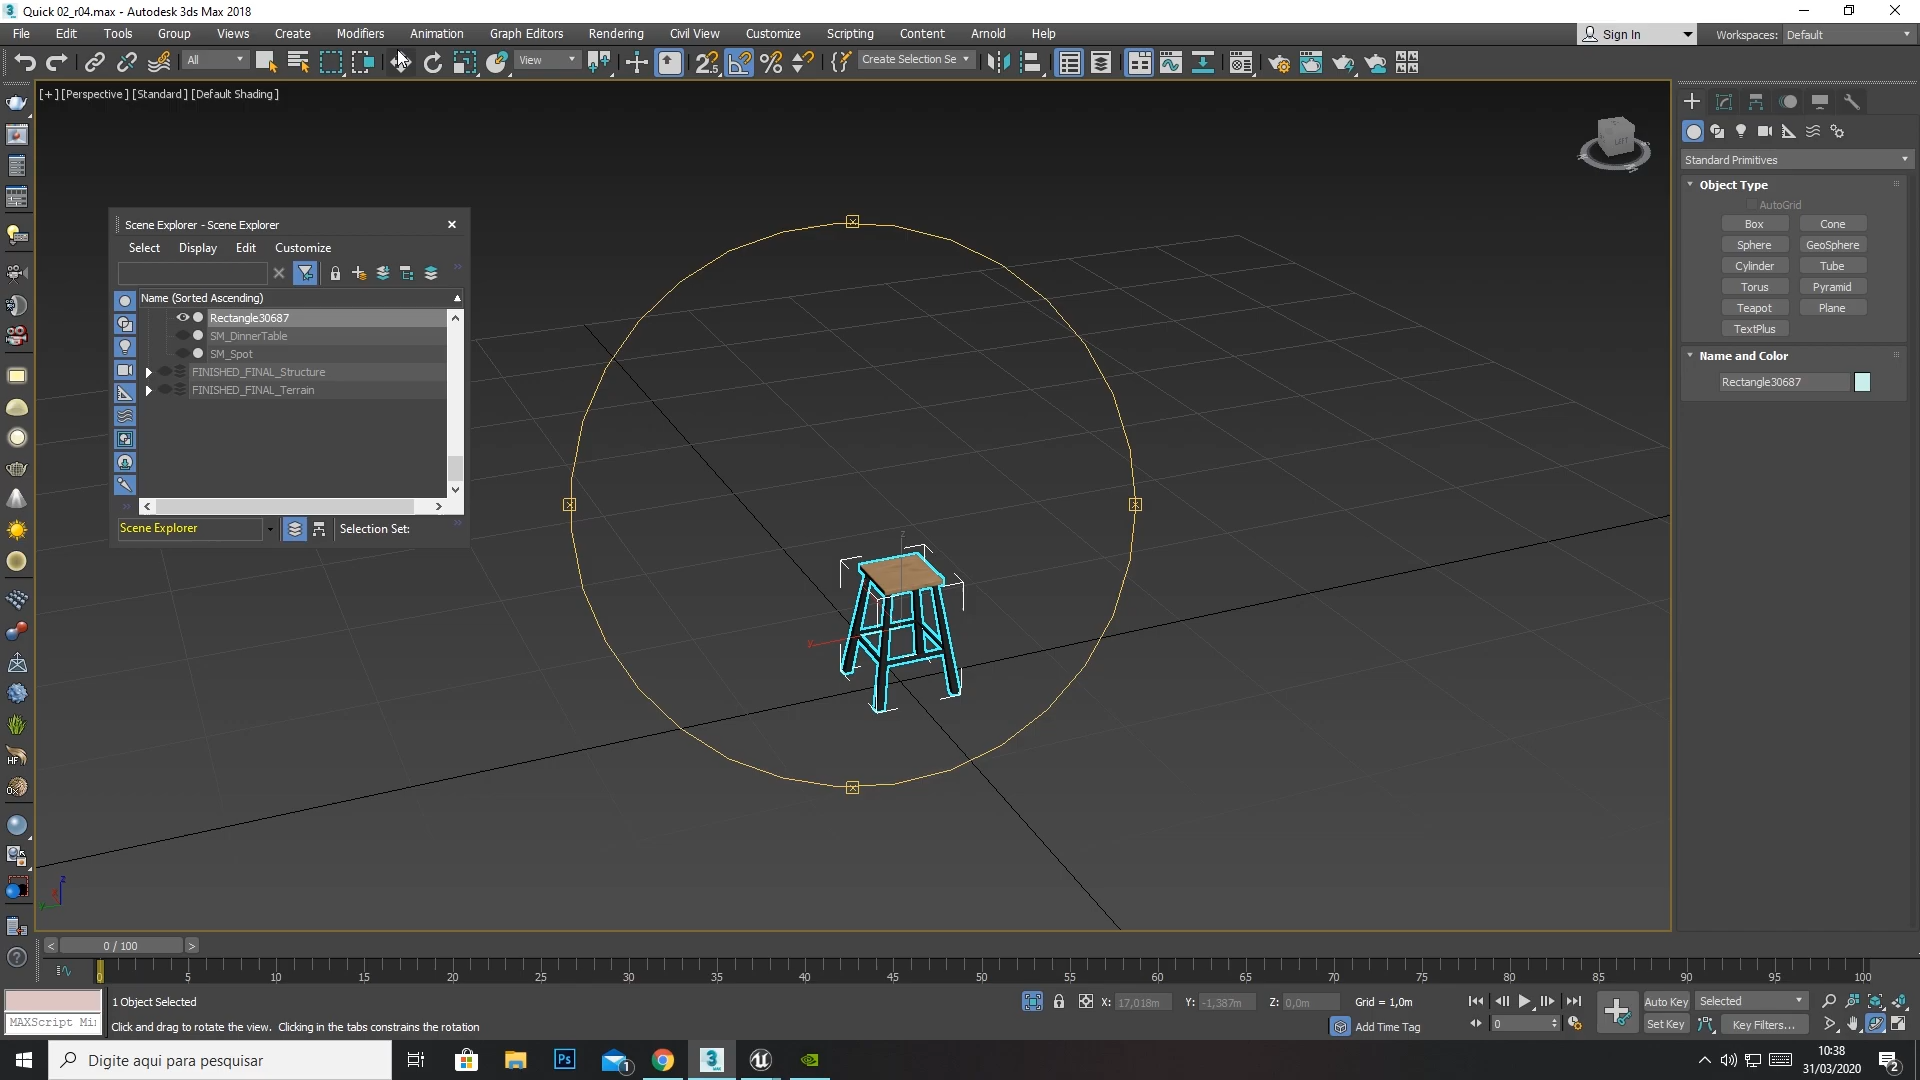 Quick 02_r04.max - Autodesk 3ds Max 2018
File Edit Tools Group Views Create Modifiers Animation Graph Editors Rendering Civil View Customize Scripting Content Arnold Help
Sign In Workspaces: Default
All View Create Selection Se
[+] [Perspective] [Standard] [Default Shading]
Standard Primitives
Object Type
AutoGrid
Box Cone
Sphere GeoSphere
Cylinder Tube
Torus Pyramid
Teapot Plane
TextPlus
Name and Color
Rectangle30687
Scene Explorer - Scene Explorer
Select Display Edit Customize
Name (Sorted Ascending)
Rectangle30687
SM_DinnerTable
SM_Spot
FINISHED_FINAL_Structure
FINISHED_FINAL_Terrain
Scene Explorer Selection Set:
z
y
z
0 / 100
0 5 10 15 20 25 30 35 40 45 50 55 60 65 70 75 80 85 90 95 100
1 Object Selected X: 17,018m Y: -1,387m Z: 0,0m Grid = 1,0m Auto Key Selected
MAXScript Mi Click and drag to rotate the view. Clicking in the tabs constrains the rotation Add Time Tag 0 Set Key Key Filters...
Digite aqui para pesquisar
Ps
1
3
MAX
10:38
31/03/2020
2